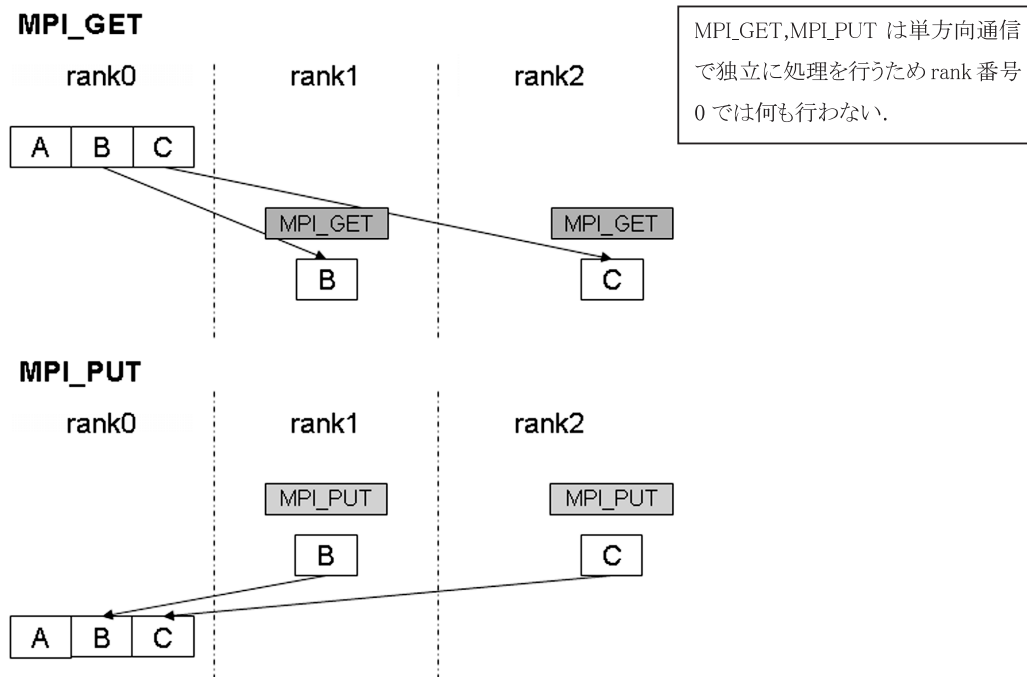 MPI_GET
rank0 rank1 rank2
MPI_GET,MPI_PUT は単方向通信
で独立に処理を行うため rank 番号
0 では何も行わない.
A B C
MPI_GET MPI_GET
B C
MPI_PUT
rank0 rank1 rank2
MPI_PUT MPI_PUT
B C
A B C